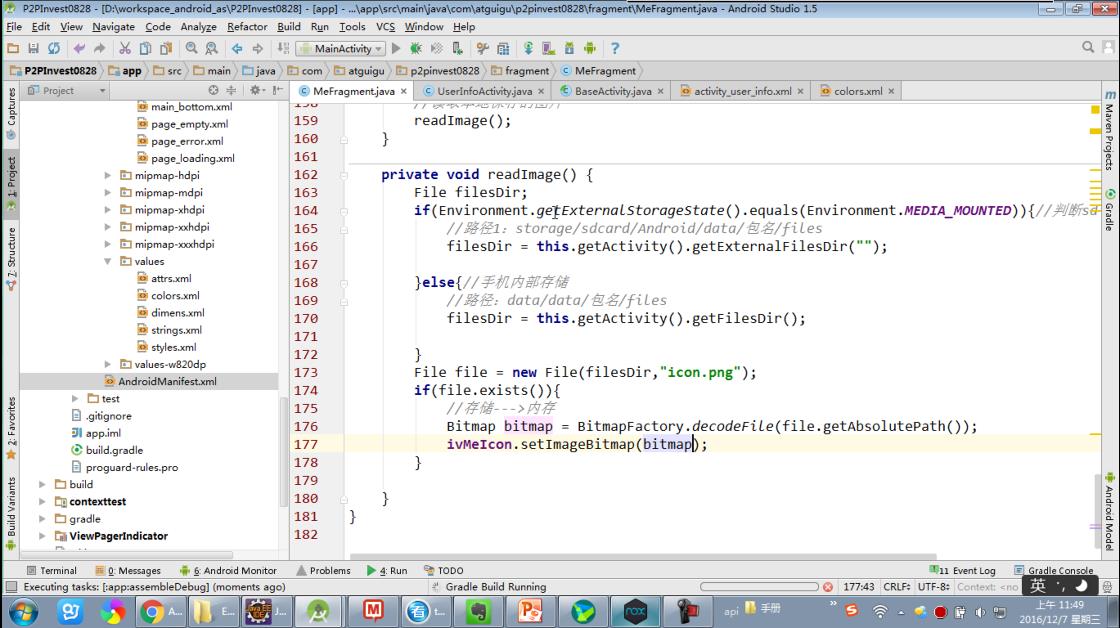 P2PInvest0828 - [D:\workspace_android_as\P2PInvest0828] - [app] - ...\app\src\main\java\com\atguigu\p2pinvest0828\fragment\MeFragment.java - Android Studio 1.5
File Edit View Navigate Code Analyze Refactor Build Run Tools VCS Window Help
MainActivity
P2PInvest0828 app src main java com atguigu p2pinvest0828 fragment MeFragment
Project
MeFragment.java UserInfoActivity.java BaseActivity.java activity_user_info.xml colors.xml
Captures
1: Project
7: Structure
2: Favorites
Build Variants
main_bottom.xml
page_empty.xml
page_error.xml
page_loading.xml
mipmap-hdpi
mipmap-mdpi
mipmap-xhdpi
mipmap-xxhdpi
mipmap-xxxhdpi
values
attrs.xml
colors.xml
dimens.xml
strings.xml
styles.xml
values-w820dp
AndroidManifest.xml
test
.gitignore
app.iml
build.gradle
proguard-rules.pro
build
contexttest
gradle
ViewPagerIndicator
158 //读取本地保存的图片
159 readImage();
160 }
161
162 private void readImage() {
163 File filesDir;
164 if(Environment.getExternalStorageState().equals(Environment.MEDIA_MOUNTED)){//判断sd
165 //路径1: storage/sdcard/Android/data/包名/files
166 filesDir = this.getActivity().getExternalFilesDir("");
167
168 }else{//手机内部存储
169 //路径: data/data/包名/files
170 filesDir = this.getActivity().getFilesDir();
171
172 }
173 File file = new File(filesDir,"icon.png");
174 if(file.exists()){
175 //存储--->内存
176 Bitmap bitmap = BitmapFactory.decodeFile(file.getAbsolutePath());
177 ivMeIcon.setImageBitmap(bitmap);
178 }
179
180 }
181 }
182
Maven Projects
Gradle
Android Model
Terminal 0: Messages 6: Android Monitor Problems 4: Run TODO 11 Event Log Gradle Console
Executing tasks: [:app:assembleDebug] (moments ago) Gradle Build Running 177:43 CRLF÷ UTF-8÷ Context: <no
英
api 手册
上午 11:49
2016/12/7 星期三